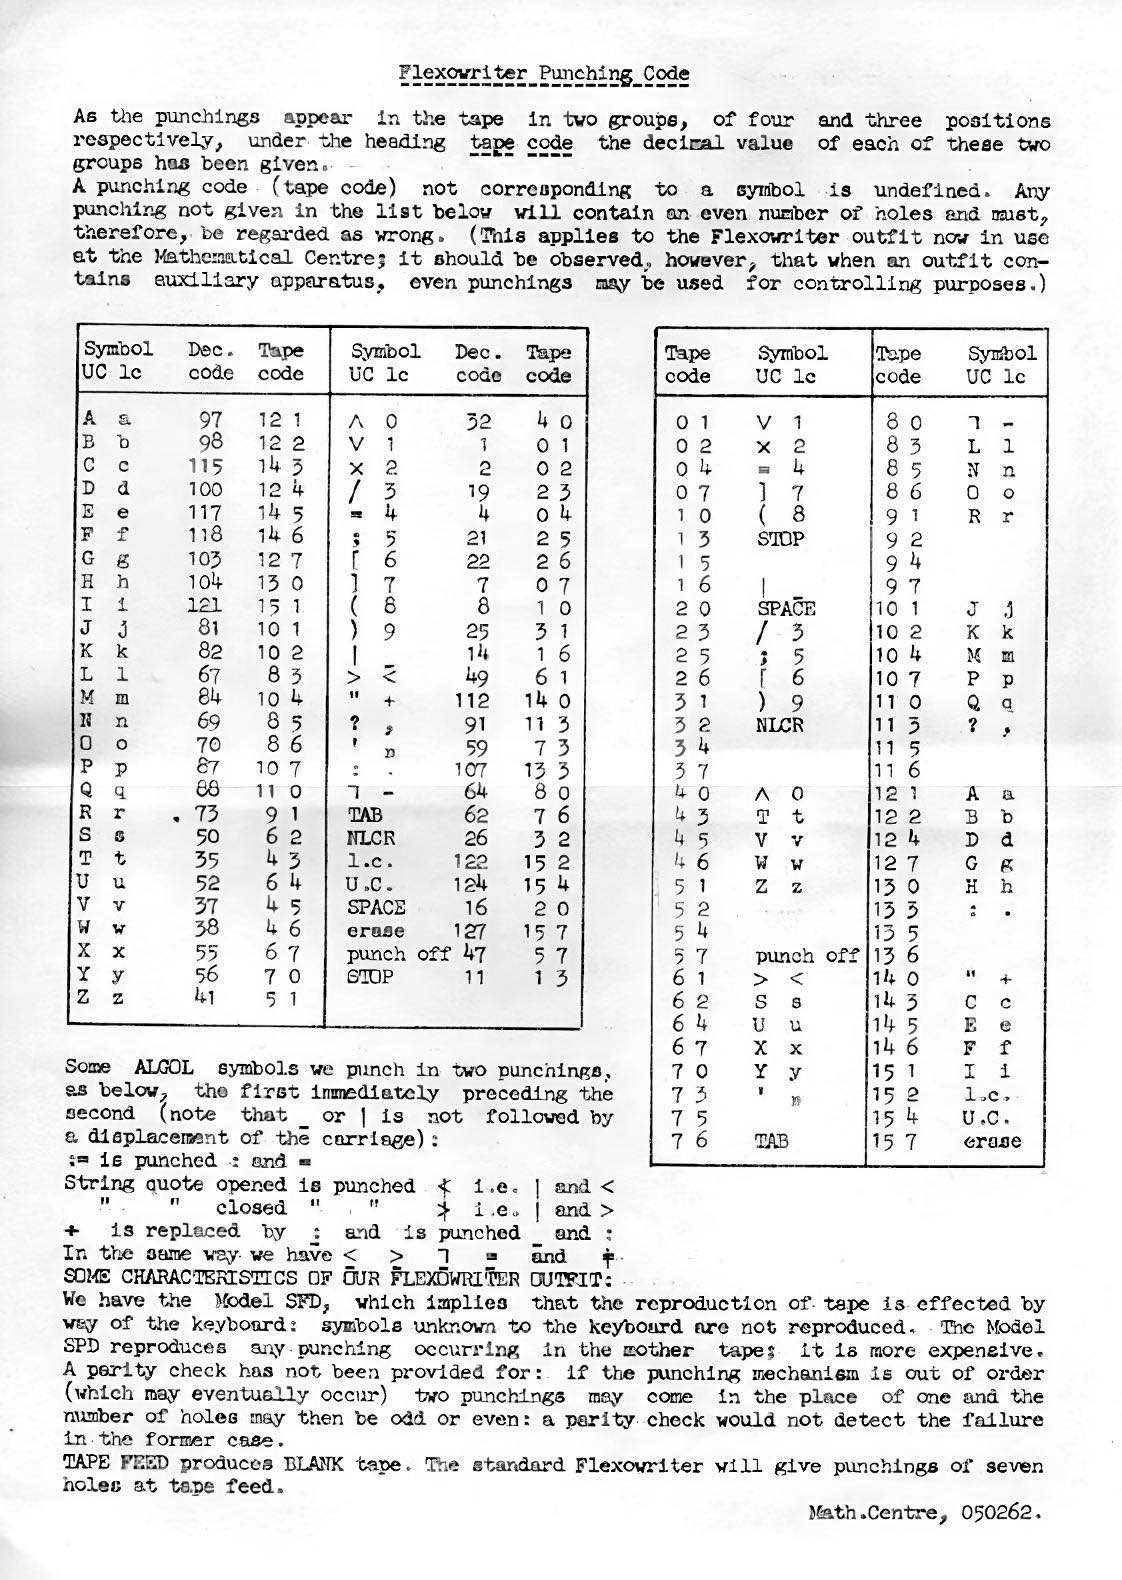 Flexowriter Punching Code
As the punchings appear in the tape in two groups, of four and three positions
respectively, under the heading tape code the decimal value of each of these two
groups has been given.
A punching code (tape code) not corresponding to a symbol is undefined. Any
punching not given in the list below will contain an even number of holes and must,
therefore, be regarded as wrong. (This applies to the Flexowriter outfit now in use
at the Mathematical Centre; it should be observed, however, that when an outfit con-
tains auxiliary apparatus, even punchings may be used for controlling purposes.)
Symbol Dec. Tape Symbol Dec. Tape
UC lc code code UC lc code code
A a 97 12 1 ∧ 0 32 4 0
B b 98 12 2 ∨ 1 1 0 1
C c 115 14 3 × 2 2 0 2
D d 100 12 4 / 3 19 2 3
E e 117 14 5 = 4 4 0 4
F f 118 14 6 ; 5 21 2 5
G g 103 12 7 [ 6 22 2 6
H h 104 13 0 ] 7 7 0 7
I i 121 15 1 ( 8 8 1 0
J j 81 10 1 ) 9 25 3 1
K k 82 10 2 | _ 14 1 6
L l 67 8 3 > < 49 6 1
M m 84 10 4 " + 112 14 0
N n 69 8 5 ? , 91 11 3
O o 70 8 6 ' ⏨ 59 7 3
P p 87 10 7 : . 107 13 3
Q q 88 11 0 ¬ - 64 8 0
R r 73 9 1 TAB 62 7 6
S s 50 6 2 NLCR 26 3 2
T t 35 4 3 l.c. 122 15 2
U u 52 6 4 U.C. 124 15 4
V v 37 4 5 SPACE 16 2 0
W w 38 4 6 erase 127 15 7
X x 55 6 7 punch off 47 5 7
Y y 56 7 0 STOP 11 1 3
Z z 41 5 1
Tape Symbol Tape Symbol
code UC lc code UC lc
0 1 ∨ 1 8 0 ¬ -
0 2 × 2 8 3 L l
0 4 = 4 8 5 N n
0 7 ] 7 8 6 O o
1 0 ( 8 9 1 R r
1 3 STOP 9 2
1 5 9 4
1 6 | _ 9 7
2 0 SPACE 10 1 J j
2 3 / 3 10 2 K k
2 5 ; 5 10 4 M m
2 6 [ 6 10 7 P p
3 1 ) 9 11 0 Q q
3 2 NLCR 11 3 ? ,
3 4 11 5
3 7 11 6
4 0 ∧ 0 12 1 A a
4 3 T t 12 2 B b
4 5 V v 12 4 D d
4 6 W w 12 7 G g
5 1 Z z 13 0 H h
5 2 13 3 : .
5 4 13 5
5 7 punch off 13 6
6 1 > < 14 0 " +
6 2 S s 14 3 C c
6 4 U u 14 5 E e
6 7 X x 14 6 F f
7 0 Y y 15 1 I i
7 3 ' ⏨ 15 2 l.c.
7 5 15 4 U.C.
7 6 TAB 15 7 erase
Some ALGOL symbols we punch in two punchings,
as below, the first immediately preceding the
second (note that _ or | is not followed by
a displacement of the carriage):
:= is punched : and =
String quote opened is punched ≮ i.e. | and <
" " closed " " ≯ i.e. | and >
÷ is replaced by :̲ and is punched _ and :
In the same way we have <̲ >̲ ¬̲ =̲ and ≠
SOME CHARACTERISTICS OF OUR FLEXOWRITER OUTFIT:
We have the Model SFD, which implies that the reproduction of tape is effected by
way of the keyboard: symbols unknown to the keyboard are not reproduced. The Model
SPD reproduces any punching occurring in the mother tape; it is more expensive.
A parity check has not been provided for: if the punching mechanism is out of order
(which may eventually occur) two punchings may come in the place of one and the
number of holes may then be odd or even: a parity check would not detect the failure
in the former case.
TAPE FEED produces BLANK tape. The standard Flexowriter will give punchings of seven
holes at tape feed.
Math.Centre, 050262.